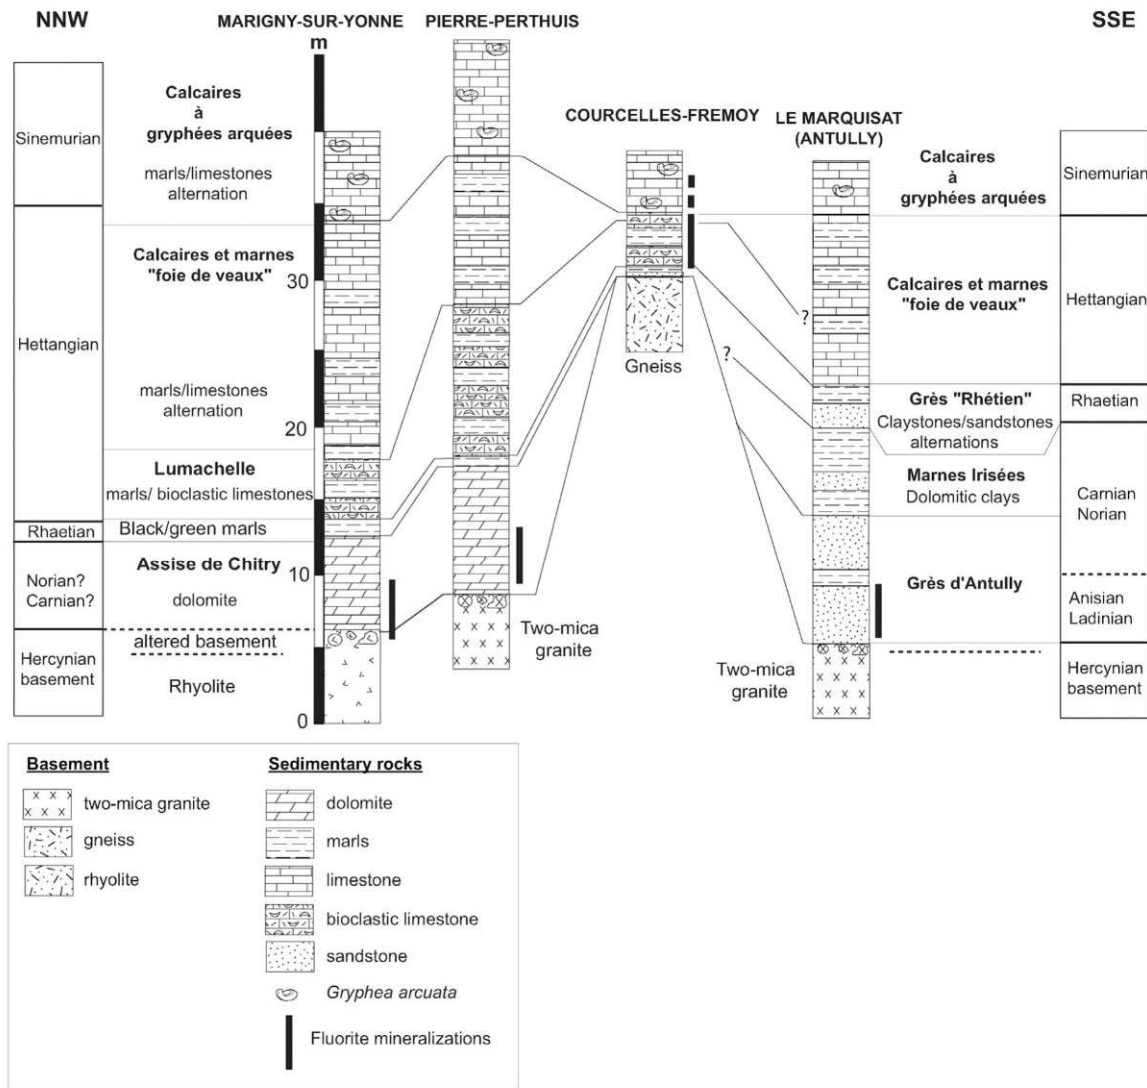 NNW
MARIGNY-SUR-YONNE
PIERRE-PERTHUIS
SSE
m
COURCELLES-FREMOY
LE MARQUISAT
(ANTULLY)
Sinemurian
Calcaires
à
gryphées arquées
marls/limestones
alternation
Hettangian
Calcaires et marnes
"foie de veaux"
marls/limestones
alternation
Lumachelle
marls/ bioclastic limestones
Rhaetian
Black/green marls
Norian?
Carnian?
Assise de Chitry
dolomite
altered basement
Hercynian
basement
Rhyolite
30
20
10
0
Two-mica
granite
Gneiss
?
?
Two-mica
granite
Calcaires
à
gryphées arquées
Sinemurian
Calcaires et marnes
"foie de veaux"
Hettangian
Grès "Rhétien"
Claystones/sandstones
alternations
Rhaetian
Marnes Irisées
Dolomitic clays
Carnian
Norian
Grès d'Antully
Anisian
Ladinian
Hercynian
basement
Basement
two-mica granite
gneiss
rhyolite
Sedimentary rocks
dolomite
marls
limestone
bioclastic limestone
sandstone
Gryphea arcuata
Fluorite mineralizations